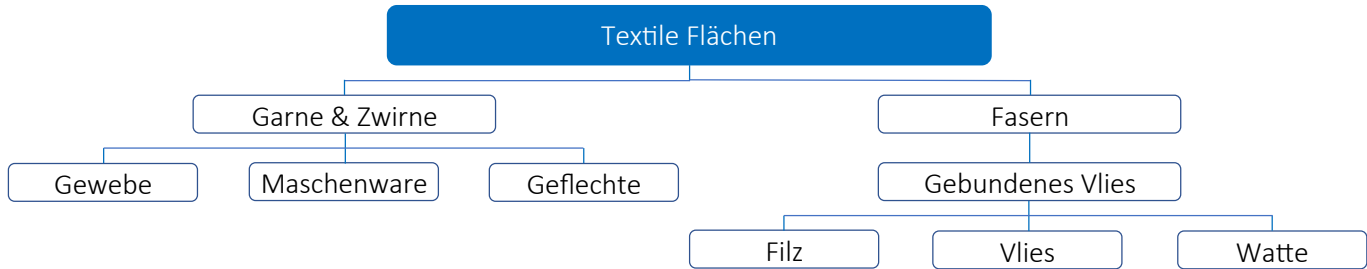 Textile Flächen
Garne & Zwirne
Fasern
Gewebe
Maschenware
Geflechte
Gebundenes Vlies
Filz
Vlies
Watte